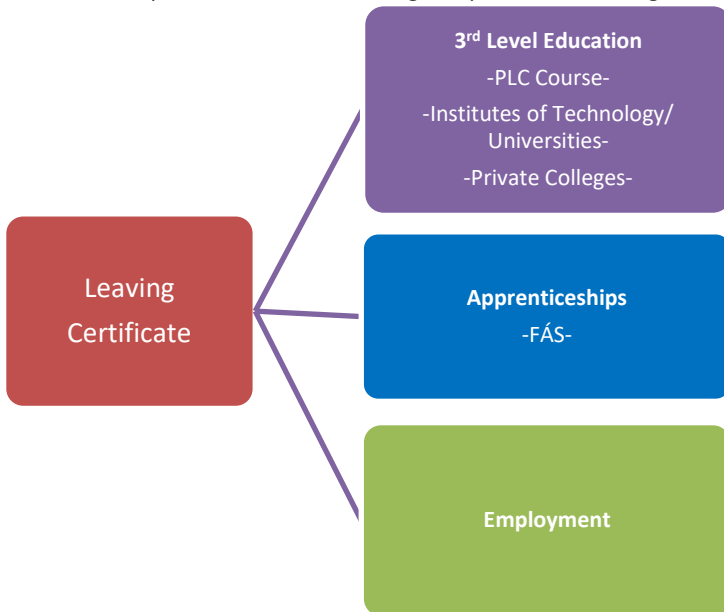 3rd Level Education
-PLC Course-
-Institutes of Technology/
Universities-
-Private Colleges-
Leaving
Certificate
Apprenticeships
-FÁS-
Employment